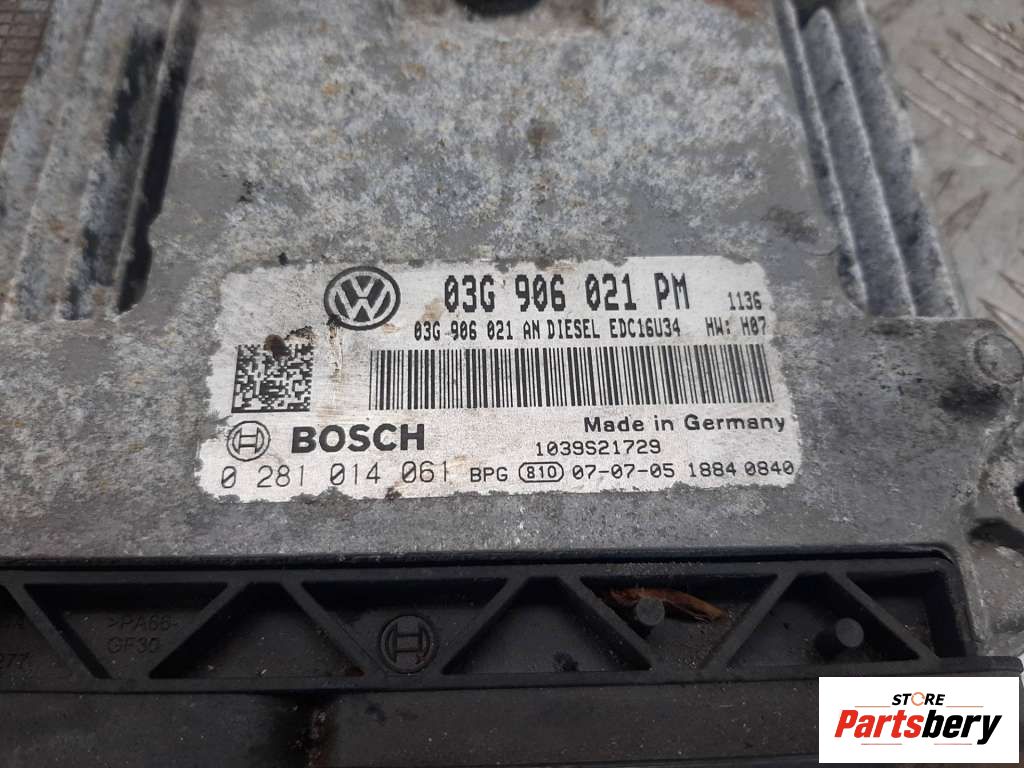 03G 906 021 PM 1136
03G 906 021 AN DIESEL EDC16U34 HW: H07
Made in Germany
BOSCH 1039S21729
0 281 014 061 BPG 810 07-07-05 1884 0840
>PA66-
GF30
277
STORE
Partsbery